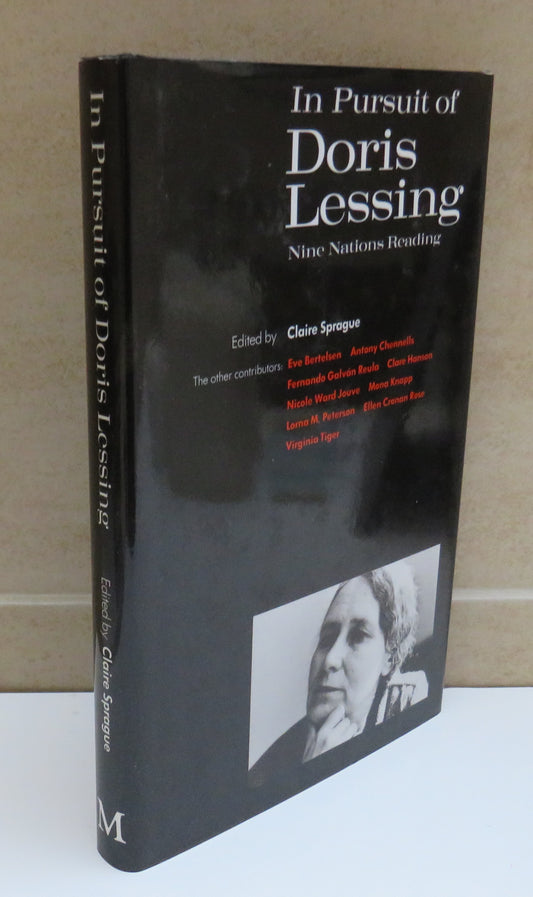 In Pursuit of
Doris
Lessing
Nine Nations Reading
Edited by Claire Sprague
The other contributors: Eve Bertelsen Antony Chennells
Fernando Galván Reula Clare Hanson
Nicole Ward Jouve Mona Knapp
Lorna M. Peterson Ellen Cronan Rose
Virginia Tiger
In Pursuit of Doris Lessing
Edited by Claire Sprague
M